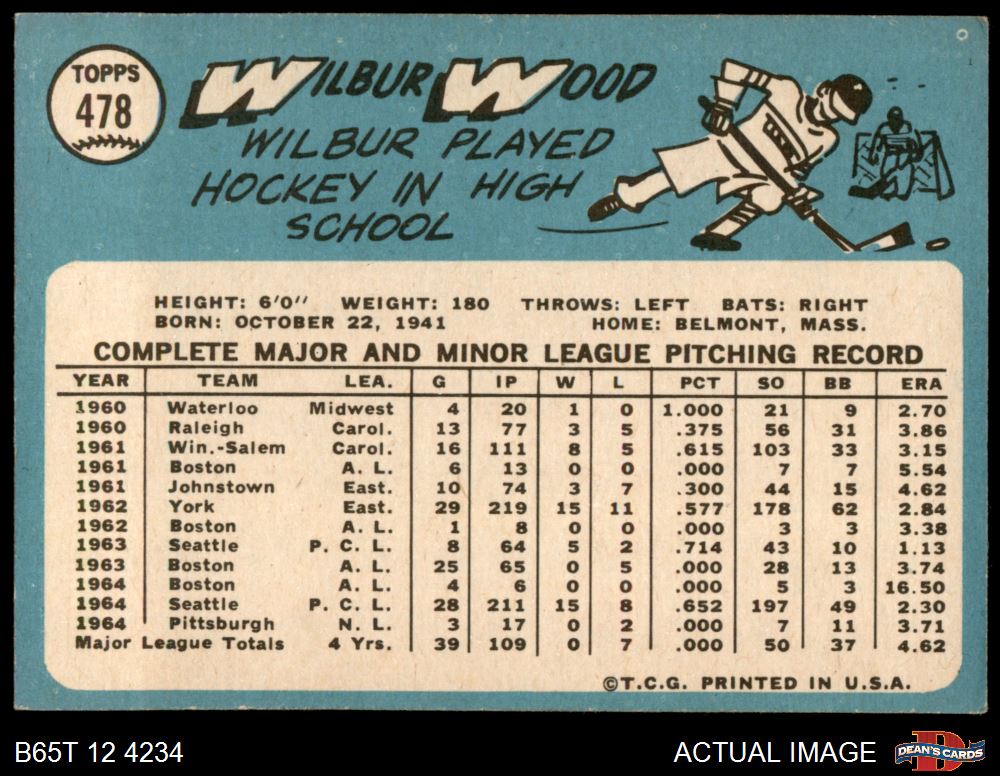 TOPPS
478
WILBUR WOOD
WILBUR PLAYED
HOCKEY IN HIGH
SCHOOL
HEIGHT: 6'0" WEIGHT: 180 THROWS: LEFT BATS: RIGHT
BORN: OCTOBER 22, 1941 HOME: BELMONT, MASS.
COMPLETE MAJOR AND MINOR LEAGUE PITCHING RECORD
YEAR TEAM LEA. G IP W L PCT SO BB ERA
1960 Waterloo Midwest 4 20 1 0 1.000 21 9 2.70
1960 Raleigh Carol. 13 77 3 5 .375 56 31 3.86
1961 Win.-Salem Carol. 16 111 8 5 .615 103 33 3.15
1961 Boston A. L. 6 13 0 0 .000 7 7 5.54
1961 Johnstown East. 10 74 3 7 .300 44 15 4.62
1962 York East. 29 219 15 11 .577 178 62 2.84
1962 Boston A. L. 1 8 0 0 .000 3 3 3.38
1963 Seattle P. C. L. 8 64 5 2 .714 43 10 1.13
1963 Boston A. L. 25 65 0 5 .000 28 13 3.74
1964 Boston A. L. 4 6 0 0 .000 5 3 16.50
1964 Seattle P. C. L. 28 211 15 8 .652 197 49 2.30
1964 Pittsburgh N. L. 3 17 0 2 .000 7 11 3.71
Major League Totals 4 Yrs. 39 109 0 7 .000 50 37 4.62
©T.C.G. PRINTED IN U.S.A.
B65T 12 4234 ACTUAL IMAGE
D
DEAN'S CARDS